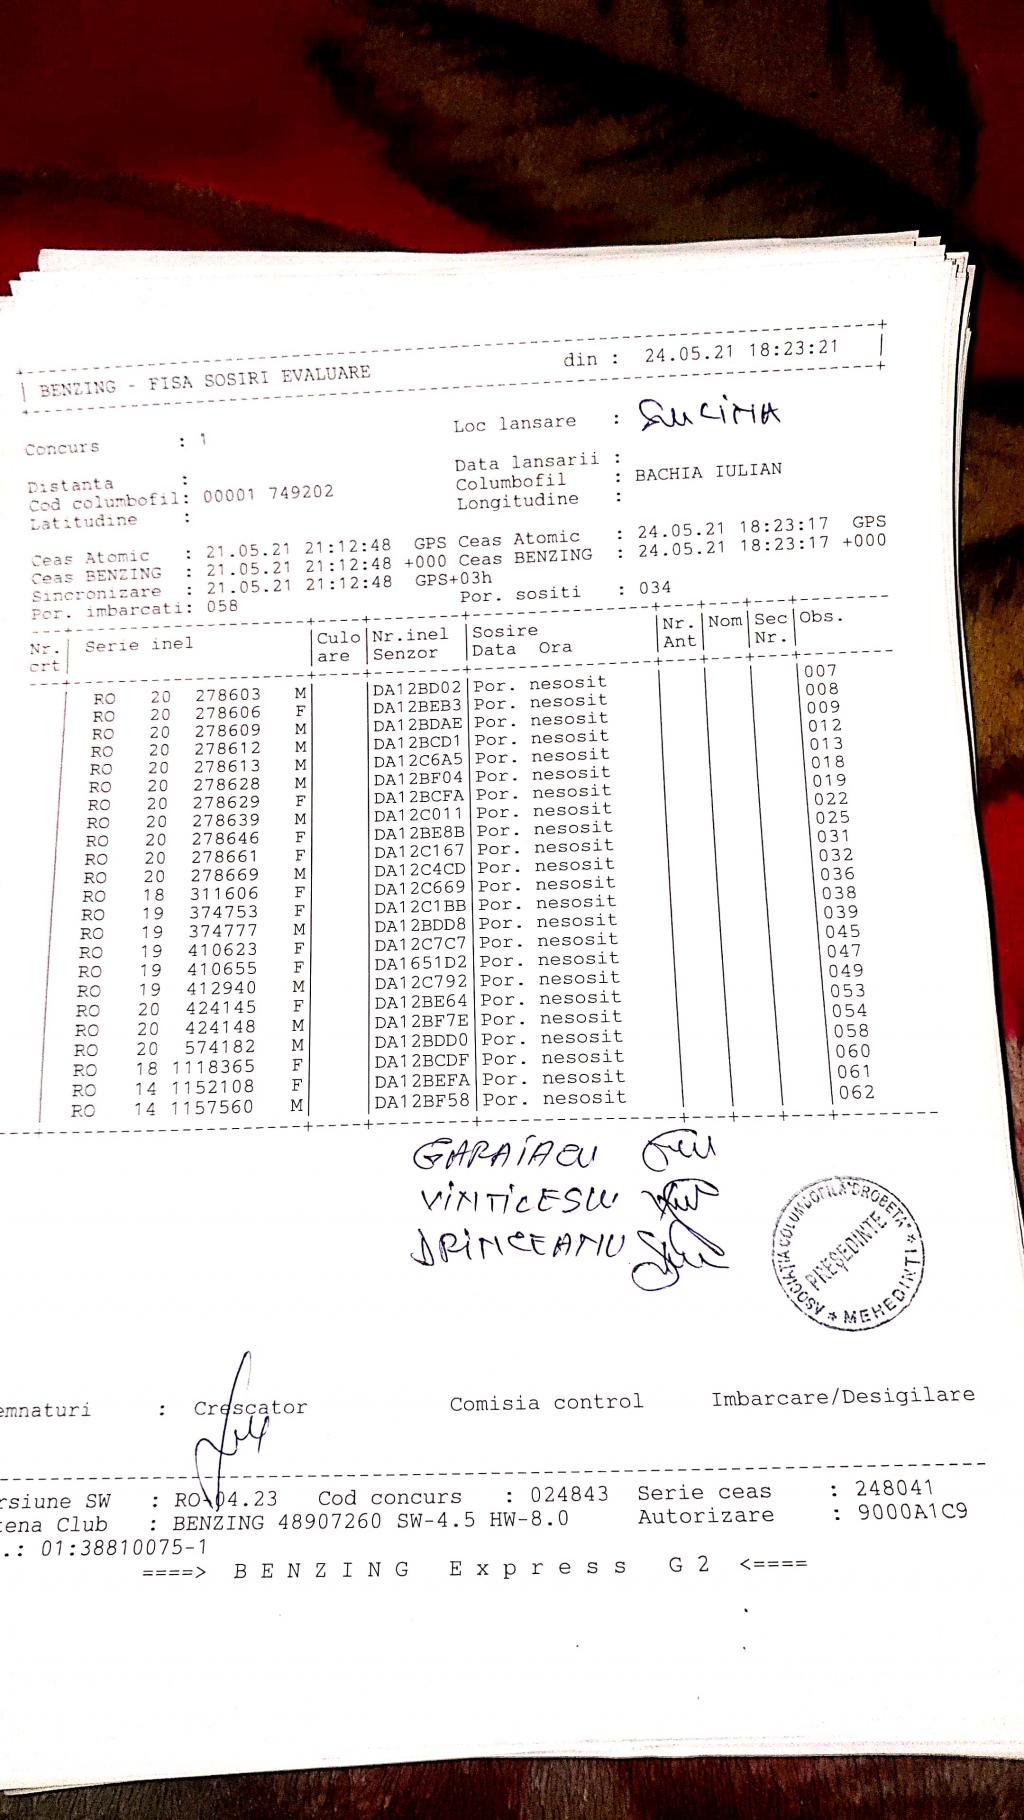 BENZING - FISA SOSIRI EVALUARE din : 24.05.21 18:23:21
Concurs : 1 Loc lansare :
Distanta : Data lansarii :
Cod columbofil: 00001 749202 Columbofil : BACHIA IULIAN
Latitudine : Longitudine :
Ceas Atomic : 21.05.21 21:12:48 GPS Ceas Atomic : 24.05.21 18:23:17 GPS
Ceas BENZING : 21.05.21 21:12:48 +000 Ceas BENZING : 24.05.21 18:23:17 +000
Sincronizare : 21.05.21 21:12:48 GPS+03h
Por. imbarcati: 058 Por. sositi : 034
Nr. Serie inel Culo Nr.inel Sosire Nr. Nom Sec Obs.
crt are Senzor Data Ora Ant Nr.
RO 20 278603 M DA12BD02 Por. nesosit 007
RO 20 278606 F DA12BEB3 Por. nesosit 008
RO 20 278609 M DA12BDAE Por. nesosit 009
RO 20 278612 M DA12BCD1 Por. nesosit 012
RO 20 278613 M DA12C6A5 Por. nesosit 013
RO 20 278628 M DA12BF04 Por. nesosit 018
RO 20 278629 F DA12BCFA Por. nesosit 019
RO 20 278639 M DA12C011 Por. nesosit 022
RO 20 278646 F DA12BE8B Por. nesosit 025
RO 20 278661 F DA12C167 Por. nesosit 031
RO 20 278669 M DA12C4CD Por. nesosit 032
RO 18 311606 F DA12C669 Por. nesosit 036
RO 19 374753 F DA12C1BB Por. nesosit 038
RO 19 374777 M DA12BDD8 Por. nesosit 039
RO 19 410623 F DA12C7C7 Por. nesosit 045
RO 19 410655 F DA1651D2 Por. nesosit 047
RO 19 412940 M DA12C792 Por. nesosit 049
RO 20 424145 F DA12BE64 Por. nesosit 053
RO 20 424148 M DA12BF7E Por. nesosit 054
RO 20 574182 M DA12BDD0 Por. nesosit 058
RO 18 1118365 F DA12BCDF Por. nesosit 060
RO 14 1152108 F DA12BEFA Por. nesosit 061
RO 14 1157560 M DA12BF58 Por. nesosit 062
VINTICESCU
DRINCEANU
ASOCIATIA COLUMBOFILA "DROBETA" * MEHEDINTI *
PREŞEDINTE
emnaturi : Crescator Comisia control Imbarcare/Desigilare
rsiune SW : RO-04.23 Cod concurs : 024843 Serie ceas : 248041
tena Club : BENZING 48907260 SW-4.5 HW-8.0 Autorizare : 9000A1C9
.: 01:38810075-1
====> B E N Z I N G E x p r e s s G 2 <====